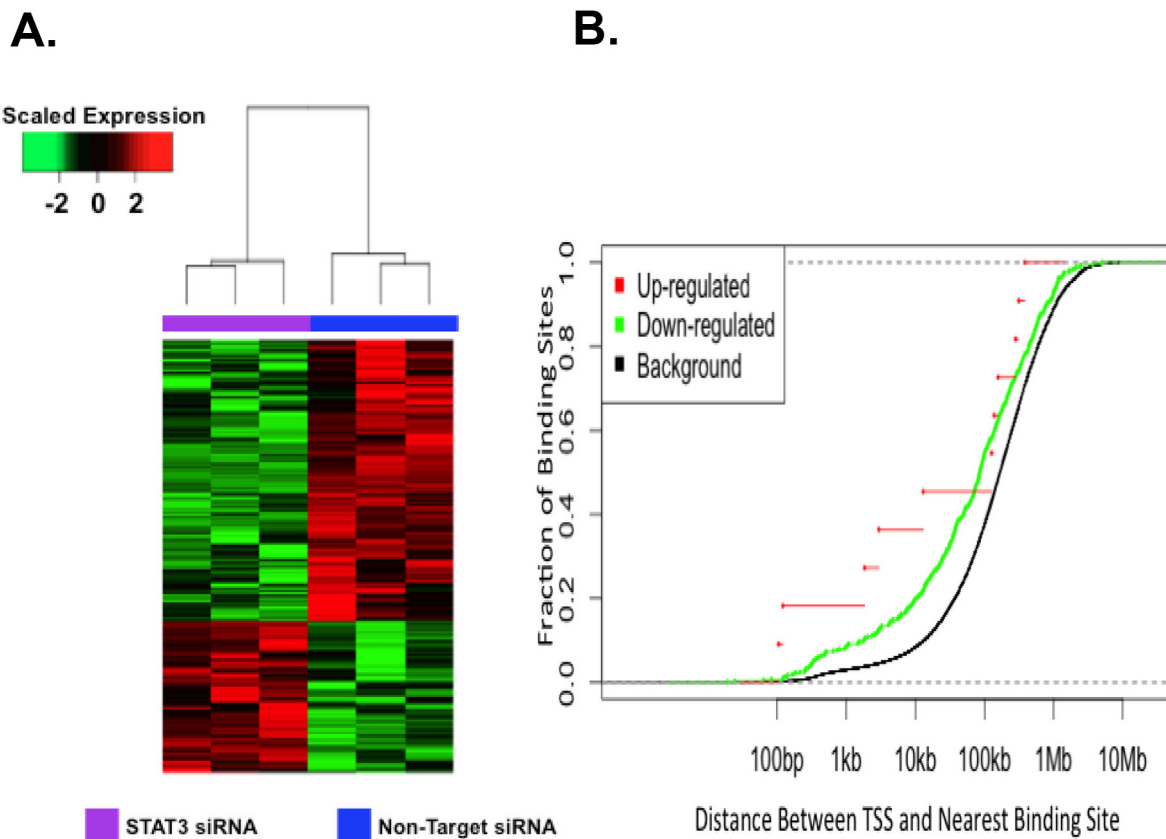 A.
B.
Scaled Expression
-2 0 2
STAT3 siRNA
Non-Target siRNA
Up-regulated
Down-regulated
Background
Fraction of Binding Sites
0.0 0.2 0.4 0.6 0.8 1.0
100bp 1kb 10kb 100kb 1Mb 10Mb
Distance Between TSS and Nearest Binding Site